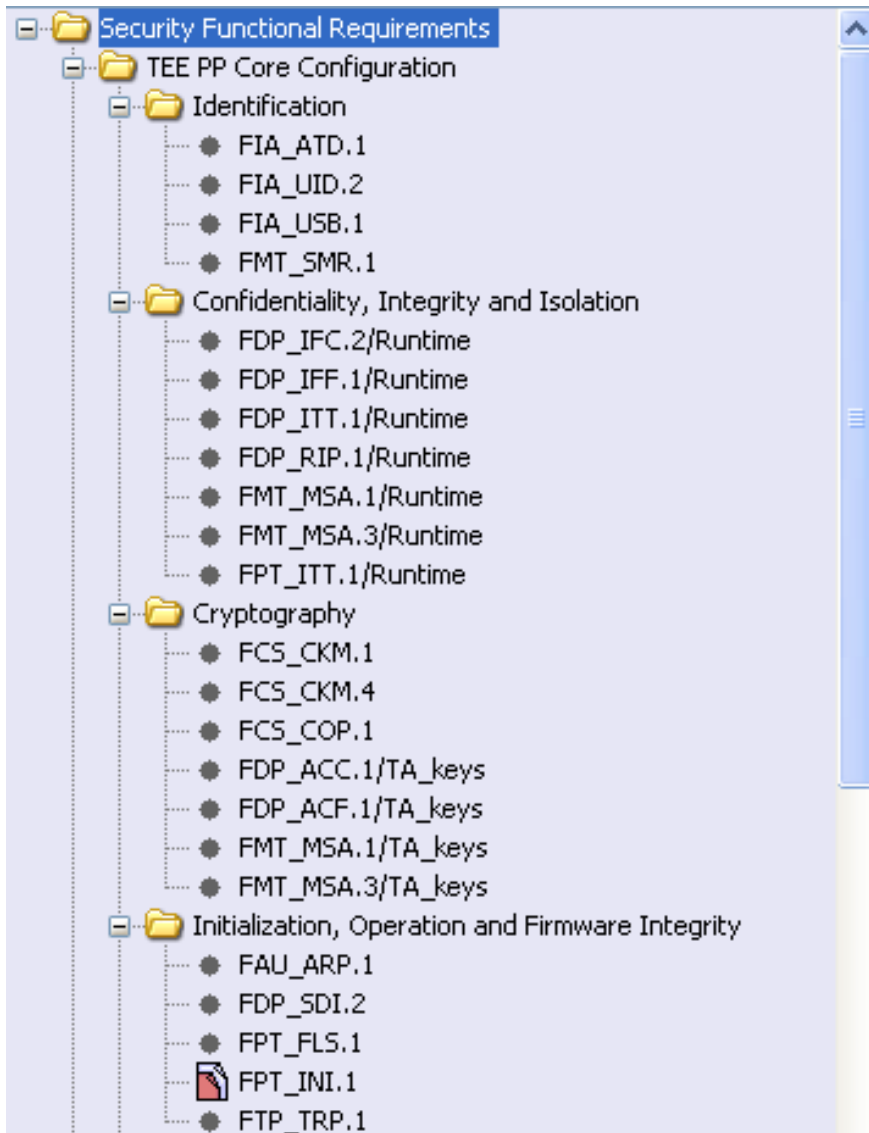 Security Functional Requirements
TEE PP Core Configuration
Identification
FIA_ATD.1
FIA_UID.2
FIA_USB.1
FMT_SMR.1
Confidentiality, Integrity and Isolation
FDP_IFC.2/Runtime
FDP_IFF.1/Runtime
FDP_ITT.1/Runtime
FDP_RIP.1/Runtime
FMT_MSA.1/Runtime
FMT_MSA.3/Runtime
FPT_ITT.1/Runtime
Cryptography
FCS_CKM.1
FCS_CKM.4
FCS_COP.1
FDP_ACC.1/TA_keys
FDP_ACF.1/TA_keys
FMT_MSA.1/TA_keys
FMT_MSA.3/TA_keys
Initialization, Operation and Firmware Integrity
FAU_ARP.1
FDP_SDI.2
FPT_FLS.1
FPT_INI.1
FTP_TRP.1